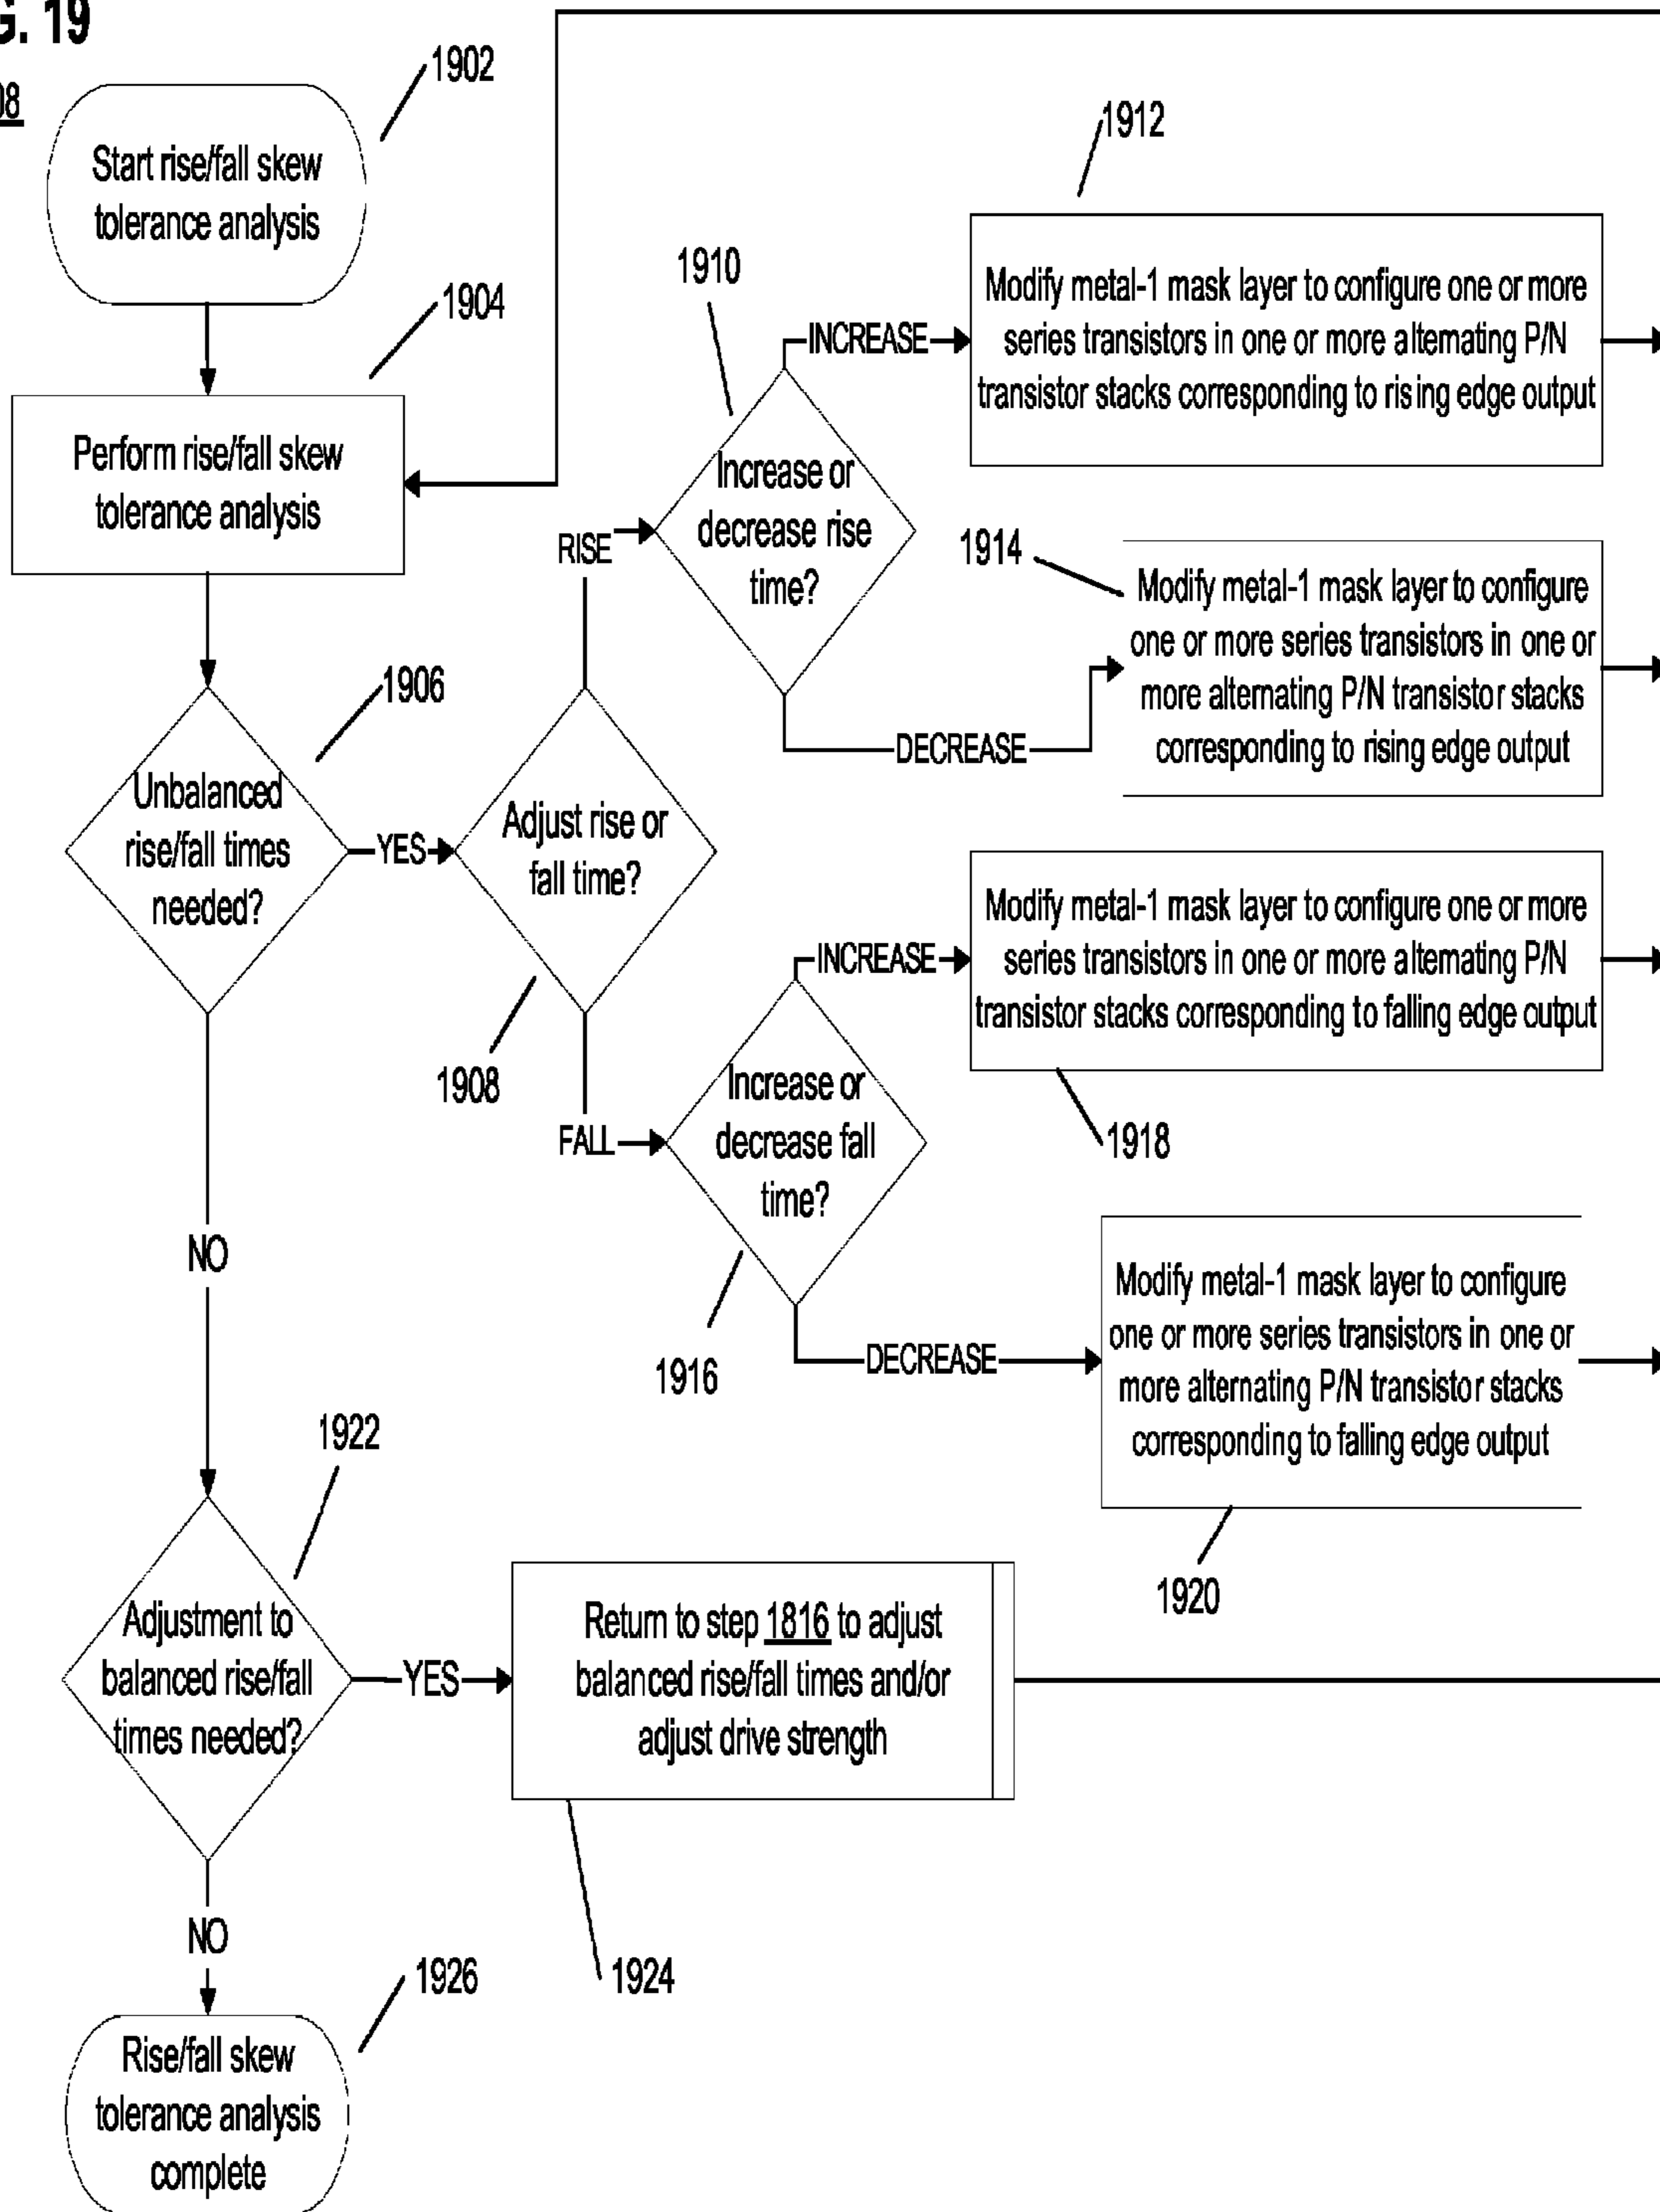 G. 19
08
1902
Start rise/fall skew
tolerance analysis
1904
Perform rise/fall skew
tolerance analysis
1906
Unbalanced
rise/fall times
needed?
YES
NO
Adjust rise or
fall time?
1908
RISE
FALL
1910
Increase or
decrease rise
time?
INCREASE
DECREASE
1912
Modify metal-1 mask layer to configure one or more
series transistors in one or more alternating P/N
transistor stacks corresponding to rising edge output
1914
Modify metal-1 mask layer to configure
one or more series transistors in one or
more alternating P/N transistor stacks
corresponding to rising edge output
Increase or
decrease fall
time?
1916
INCREASE
DECREASE
Modify metal-1 mask layer to configure one or more
series transistors in one or more alternating P/N
transistor stacks corresponding to falling edge output
1918
Modify metal-1 mask layer to configure
one or more series transistors in one or
more alternating P/N transistor stacks
corresponding to falling edge output
1920
1922
Adjustment to
balanced rise/fall
times needed?
YES
NO
Return to step 1816 to adjust
balanced rise/fall times and/or
adjust drive strength
1924
1926
Rise/fall skew
tolerance analysis
complete